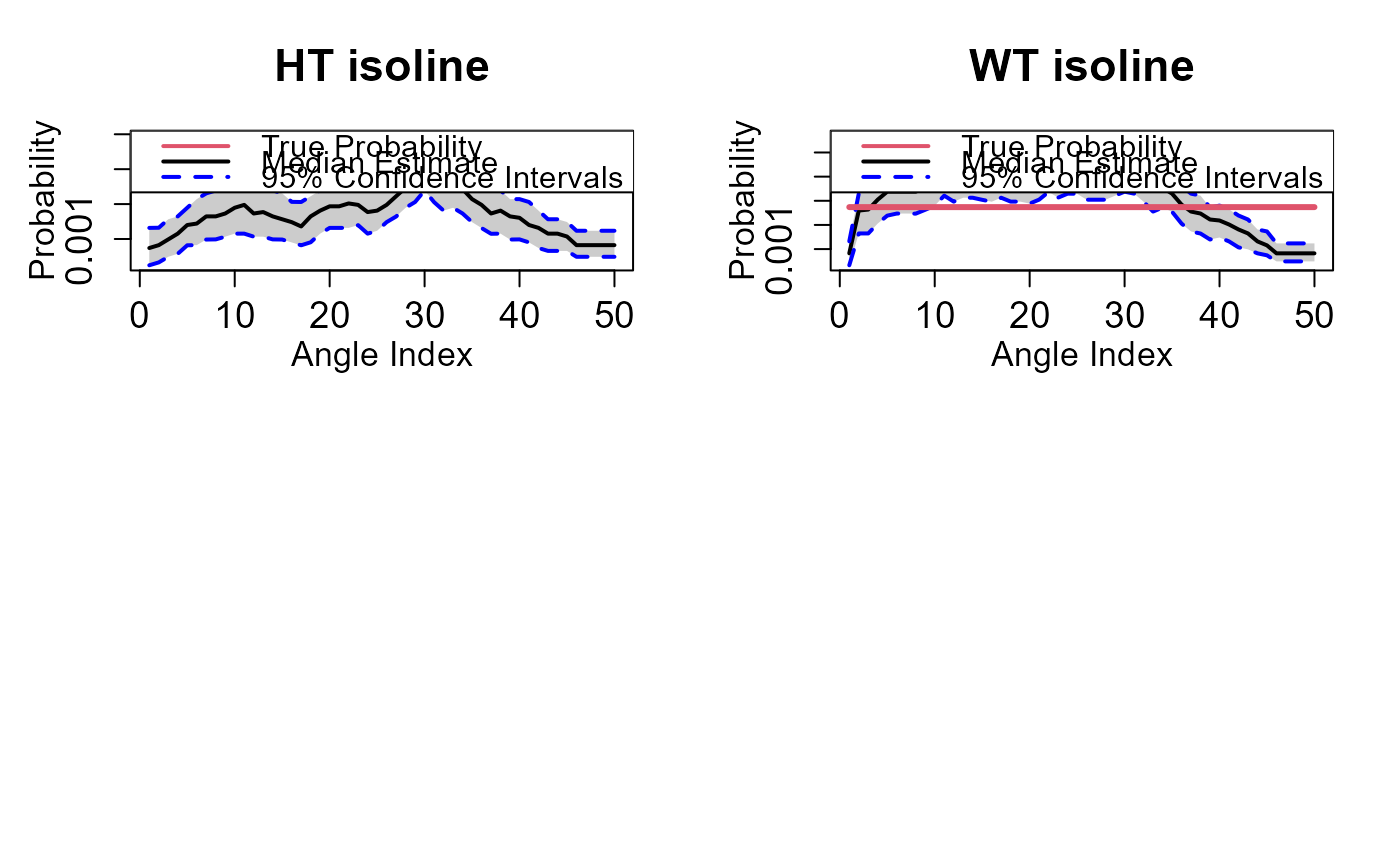 HT isoline
Probability
0.001
True Probability
Median Estimate
95% Confidence Intervals
0 10 20 30 40 50
Angle Index
WT isoline
Probability
0.001
True Probability
Median Estimate
95% Confidence Intervals
0 10 20 30 40 50
Angle Index